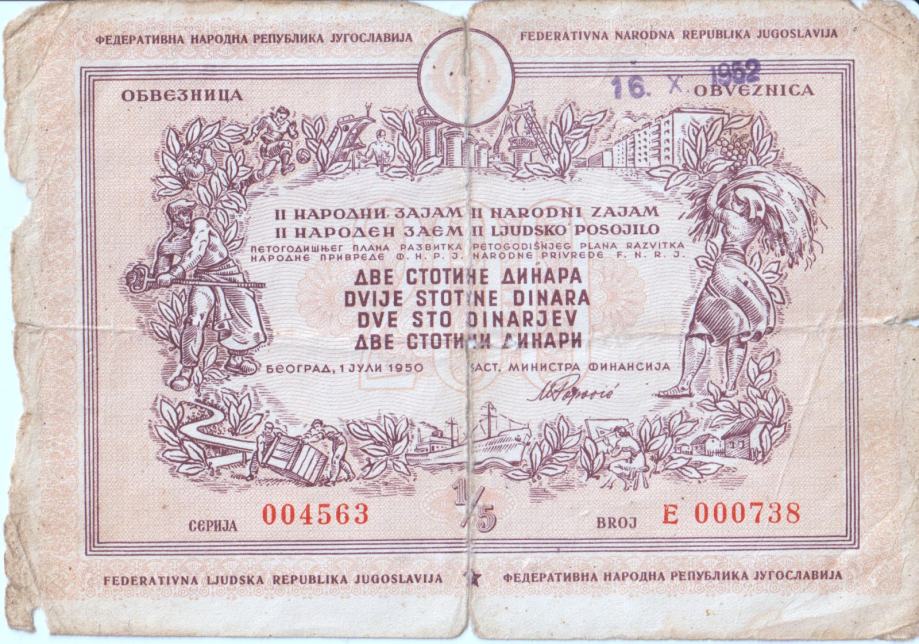 ФЕДЕРАТИВНА НАРОДНА РЕПУБЛИКА ЈУГОСЛАВИЈА
FEDERATIVNA NARODNA REPUBLIKA JUGOSLAVIJA
16. X 1952
ОБВЕЗНИЦА
OBVEZNICA
II НАРОДНИ ЗАЈАМ II NARODNI ZAJAM
II НАРОДЕН ЗАЕМ II LJUDSKO POSOJILO
ПЕТОГОДИШЊЕГ ПЛАНА РАЗВИТКА PETOGODIŠNJEG PLANA RAZVITKA
НАРОДНЕ ПРИВРЕДЕ Ф. Н. Р. Ј. NARODNE PRIVREDE F. N. R. J.
200
ДВЕ СТОТИНЕ ДИНАРА
DVIJE STOTINE DINARA
DVE STO DINARJEV
ДВЕ СТОТИНИ ДИНАРИ
БЕОГРАД, 1 ЈУЛИ 1950 ЗАСТ. МИНИСТРА ФИНАНСИЈА
M Popović
СЕРИЈА 004563
1/5
BROJ E 000738
FEDERATIVNA LJUDSKA REPUBLIKA JUGOSLAVIJA
ФЕДЕРАТИВНА НАРОДНА РЕПУБЛИКА ЈУГОСЛАВИЈА